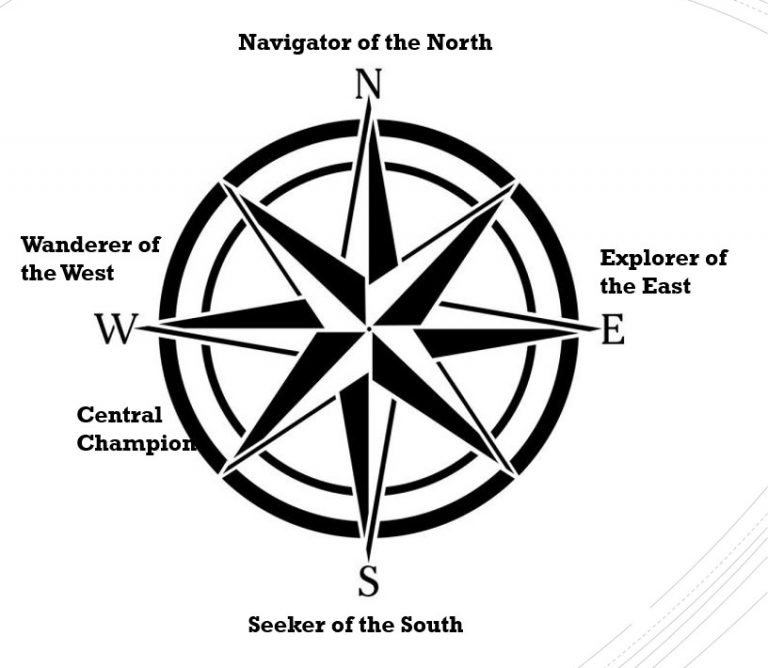 Navigator of the North
N
Wanderer of
the West
Explorer of
the East
W
E
Central
Champion
S
Seeker of the South